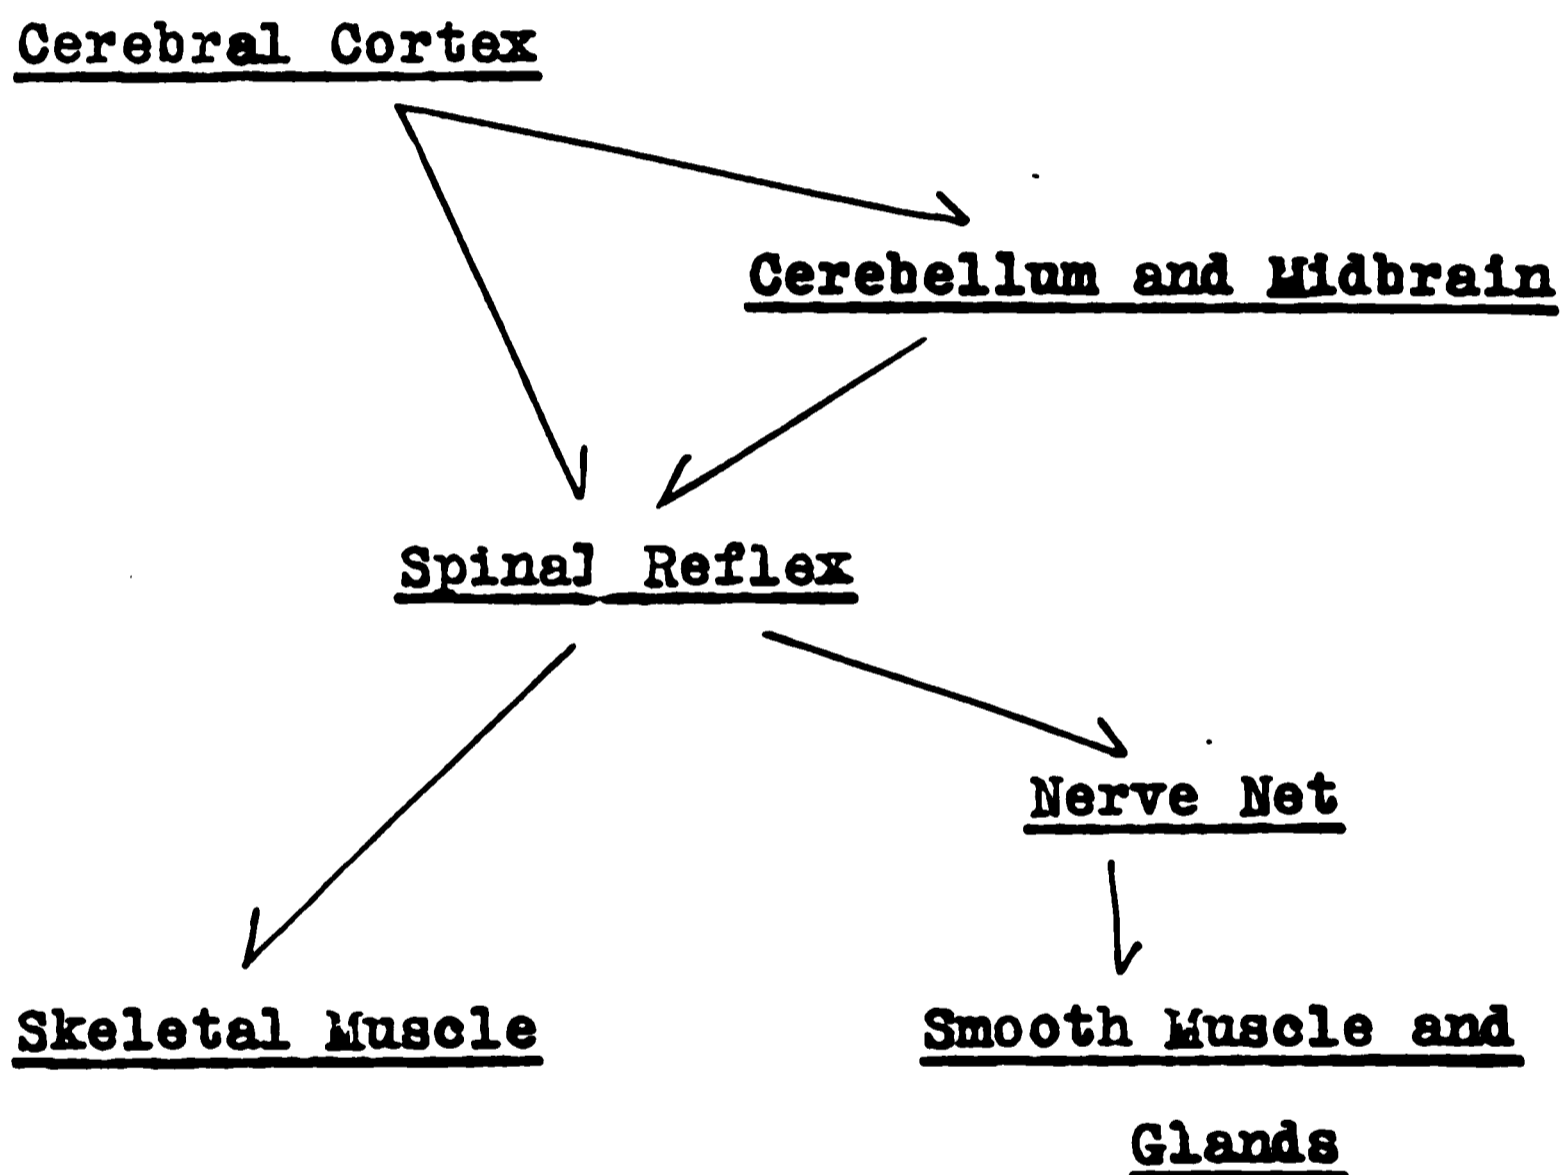 Cerebral Cortex
Cerebellum and Midbrain
Spinal Reflex
Nerve Net
Skeletal Muscle
Smooth Muscle and
Glands